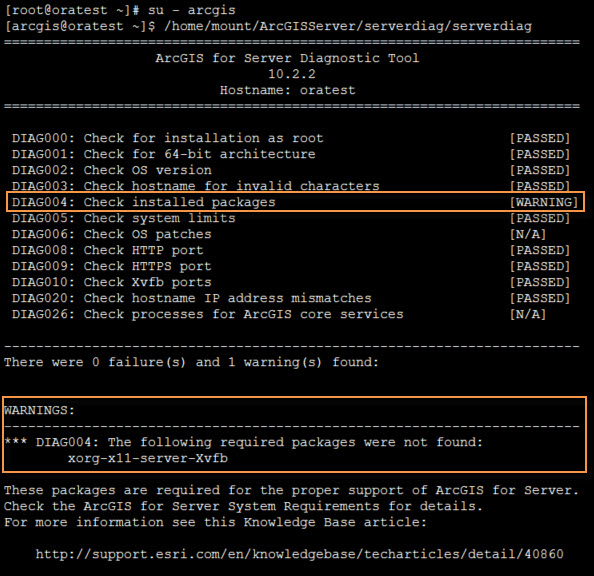 [root@oratest ~]# su - arcgis
[arcgis@oratest ~]$ /home/mount/ArcGISServer/serverdiag/serverdiag
========================================================================
ArcGIS for Server Diagnostic Tool
10.2.2
Hostname: oratest
========================================================================
DIAG000: Check for installation as root [PASSED]
DIAG001: Check for 64-bit architecture [PASSED]
DIAG002: Check OS version [PASSED]
DIAG003: Check hostname for invalid characters [PASSED]
DIAG004: Check installed packages [WARNING]
DIAG005: Check system limits [PASSED]
DIAG006: Check OS patches [N/A]
DIAG008: Check HTTP port [PASSED]
DIAG009: Check HTTPS port [PASSED]
DIAG010: Check Xvfb ports [PASSED]
DIAG020: Check hostname IP address mismatches [PASSED]
DIAG026: Check processes for ArcGIS core services [N/A]
------------------------------------------------------------------------
There were 0 failure(s) and 1 warning(s) found:
WARNINGS:
------------------------------------------------------------------------
*** DIAG004: The following required packages were not found:
xorg-x11-server-Xvfb
These packages are required for the proper support of ArcGIS for Server.
Check the ArcGIS for Server System Requirements for details.
For more information see this Knowledge Base article:
http://support.esri.com/en/knowledgebase/techarticles/detail/40860